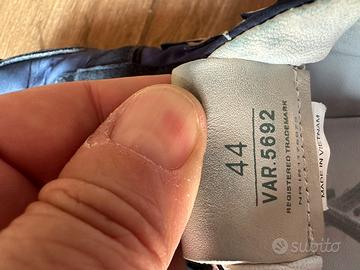 44
VAR.5692
REGISTERED TRADEMARK
MADE IN VIETNAM
subito